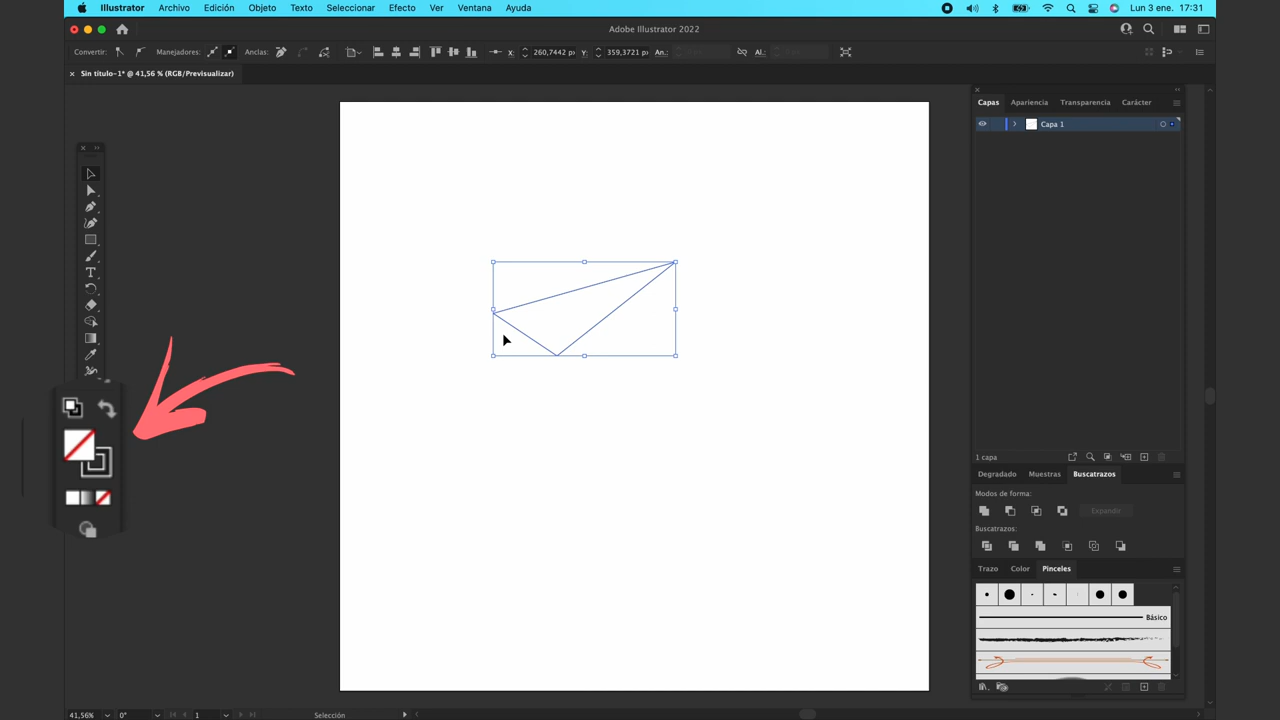 Illustrator Archivo Edición Objeto Texto Seleccionar Efecto Ver Ventana Ayuda Lun 3 ene. 17:31
Adobe Illustrator 2022
Convertir: Manejadores: Anclas: X: 260,7442 px Y: 359,3721 px An.: AL:
Sin título-1* @ 41,56 % (RGB/Previsualizar)
Capas Apariencia Transparencia Carácter
Capa 1
1 capa
Degradado Muestras Buscatrazos
Modos de forma:
Expandir
Buscatrazos:
Trazo Color Pinceles
Básico
41,56% 0° 1 Selección